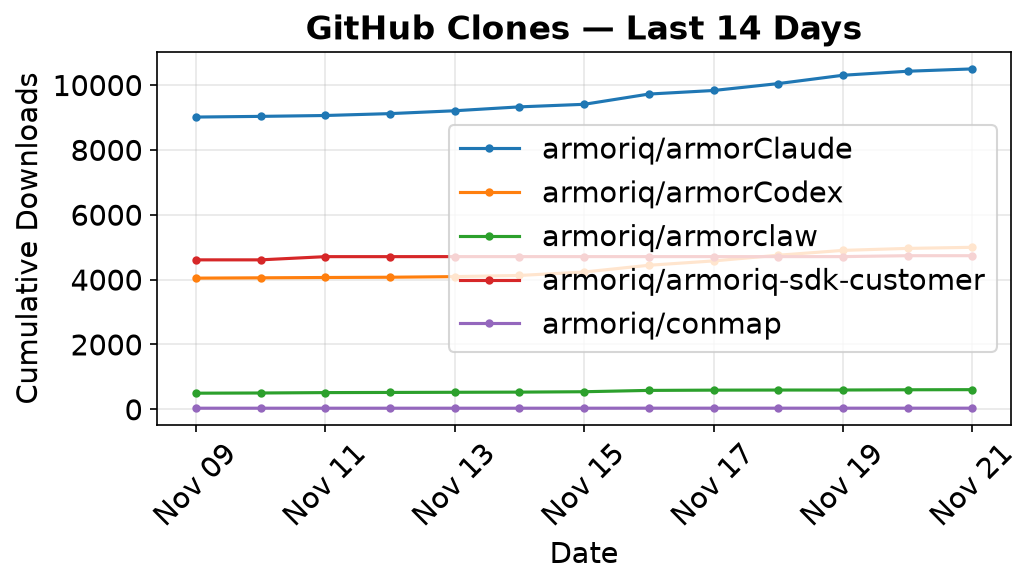 GitHub Clones — Last 14 Days
Cumulative Downloads
10000
8000
6000
4000
2000
0
armoriq/armorClaude
armoriq/armorCodex
armoriq/armorclaw
armoriq/armoriq-sdk-customer
armoriq/conmap
Nov 09
Nov 11
Nov 13
Nov 15
Nov 17
Nov 19
Nov 21
Date